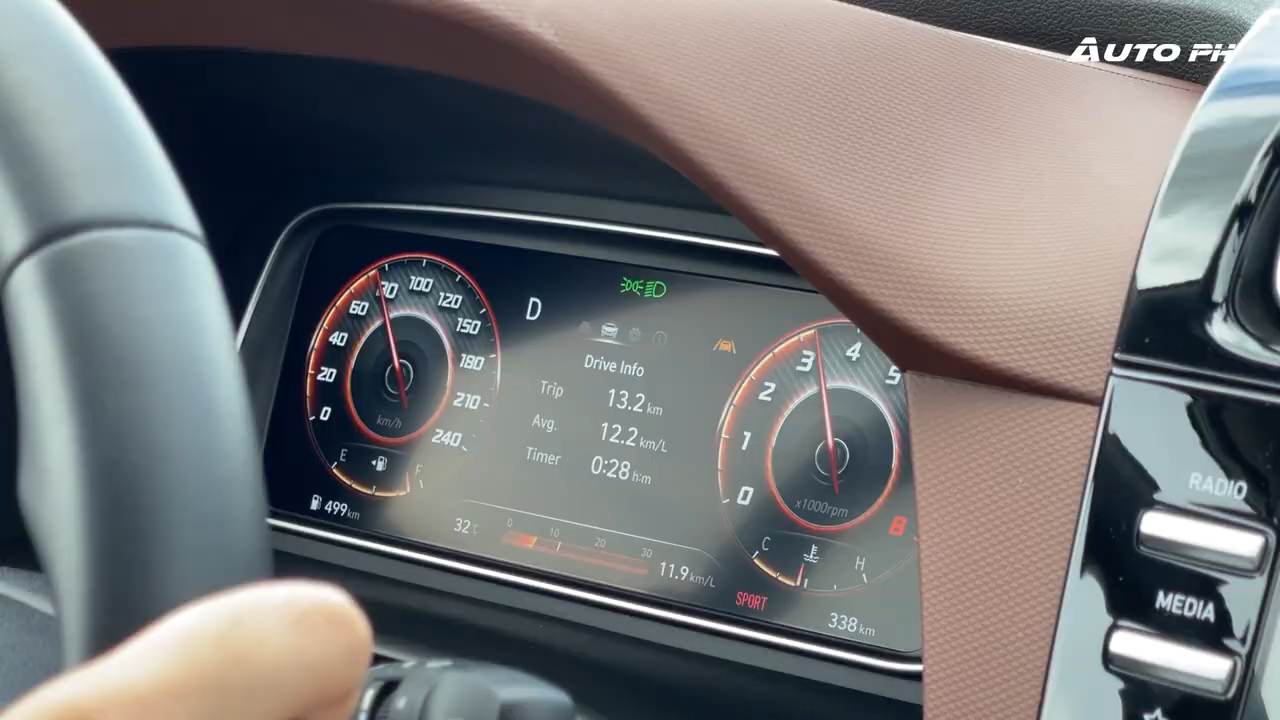 AUTO PH
0 20 40 60 80 100 120 150 180 210 240
km/h
E F
499 km
D
Drive Info
Trip 13.2 km
Avg. 12.2 km/L
Timer 0:28 h:m
32°C
0 10 20 30
11.9 km/L
0 1 2 3 4 5
x1000rpm
C H
SPORT
338 km
RADIO
MEDIA